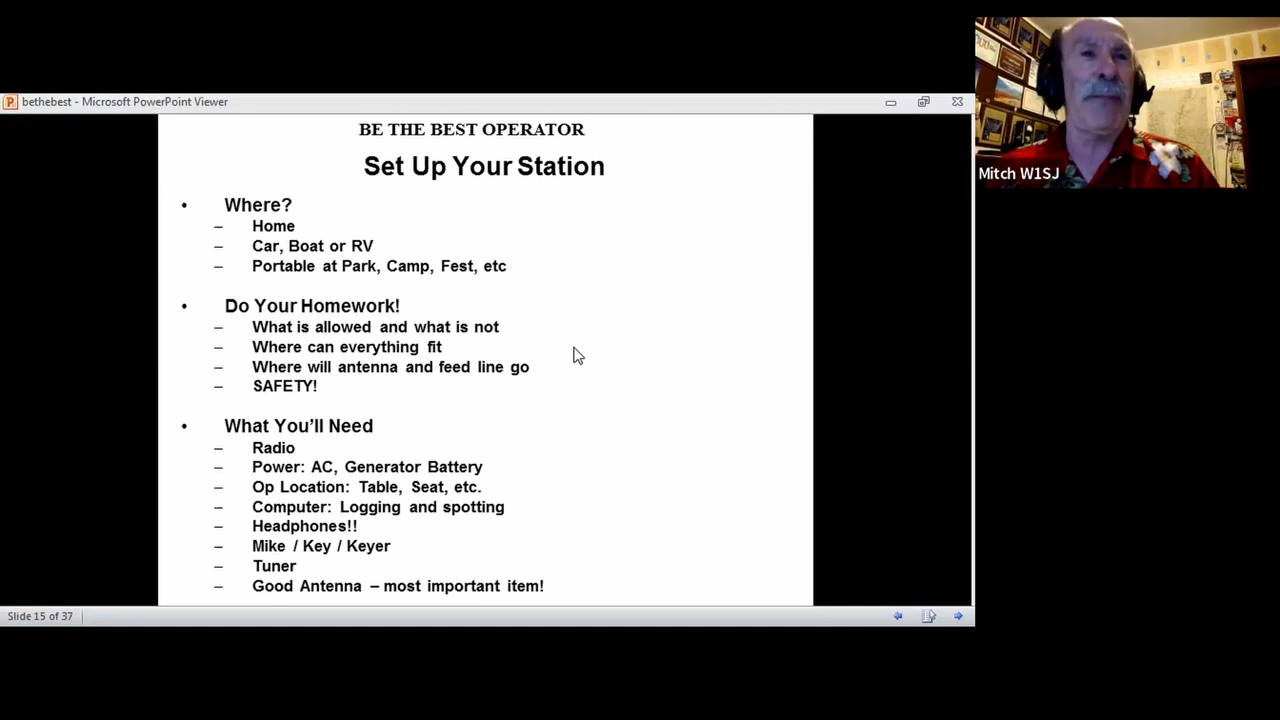 bethebest - Microsoft PowerPoint Viewer
BE THE BEST OPERATOR
Set Up Your Station
• Where?
– Home
– Car, Boat or RV
– Portable at Park, Camp, Fest, etc
• Do Your Homework!
– What is allowed and what is not
– Where can everything fit
– Where will antenna and feed line go
– SAFETY!
• What You’ll Need
– Radio
– Power: AC, Generator Battery
– Op Location: Table, Seat, etc.
– Computer: Logging and spotting
– Headphones!!
– Mike / Key / Keyer
– Tuner
– Good Antenna – most important item!
Slide 15 of 37
Mitch W1SJ